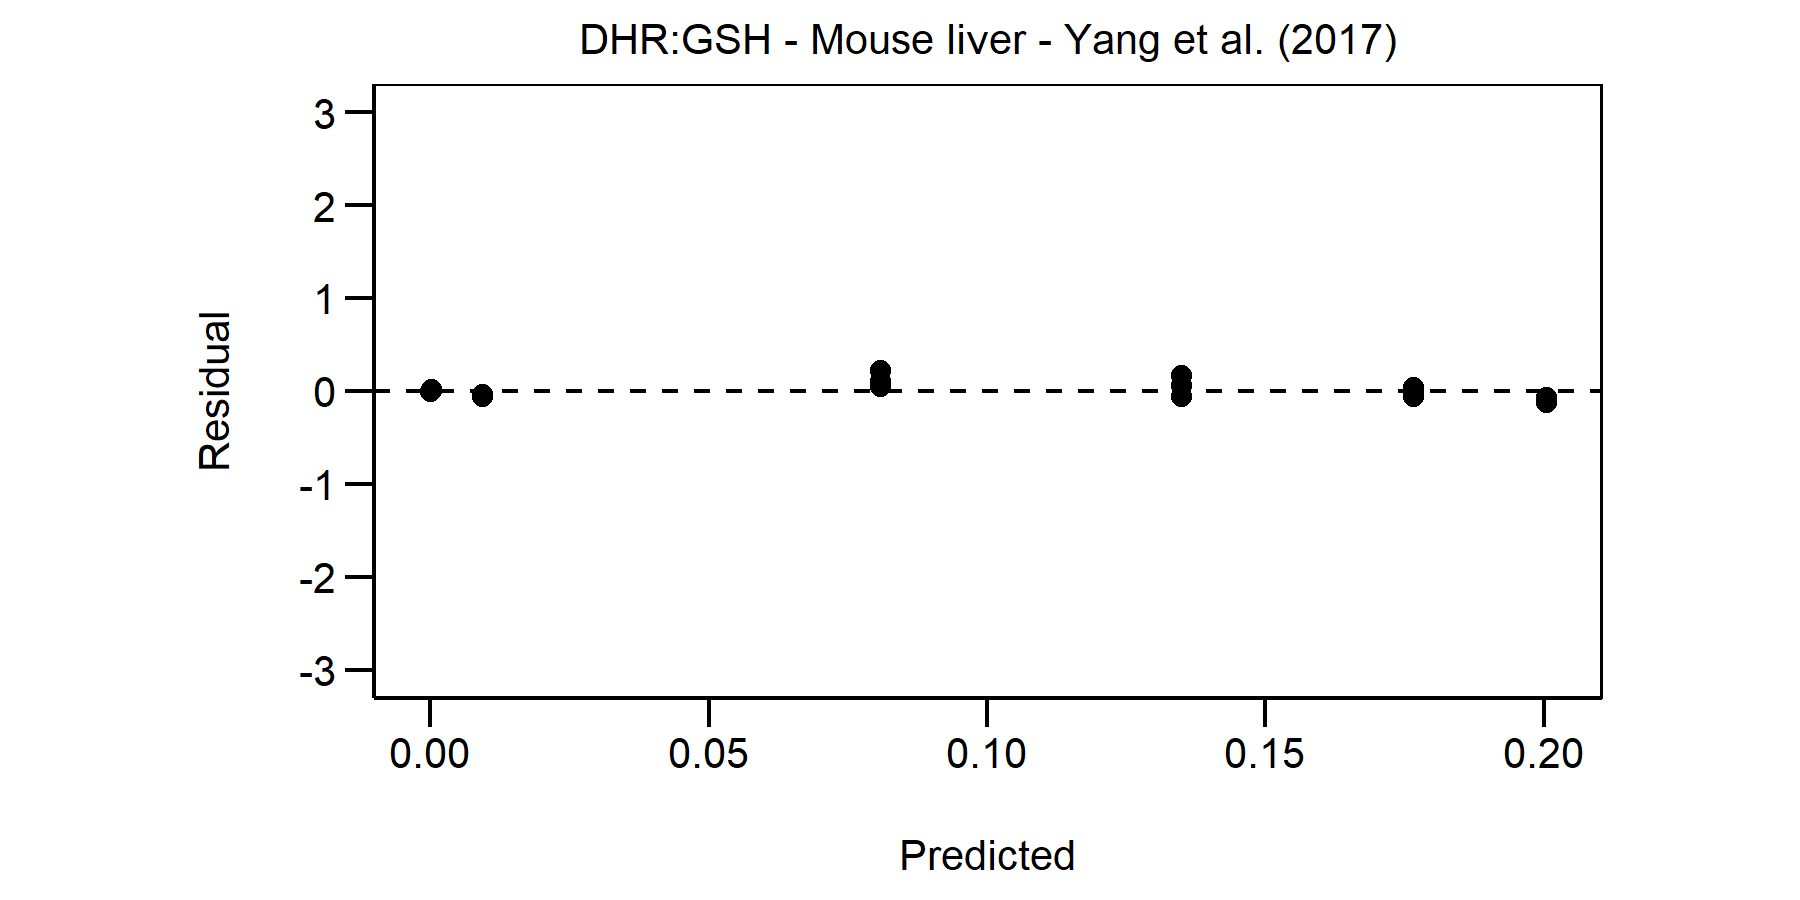 DHR:GSH - Mouse liver - Yang et al. (2017)
3
2
1
0
-1
-2
-3
Residual
0.00 0.05 0.10 0.15 0.20
Predicted